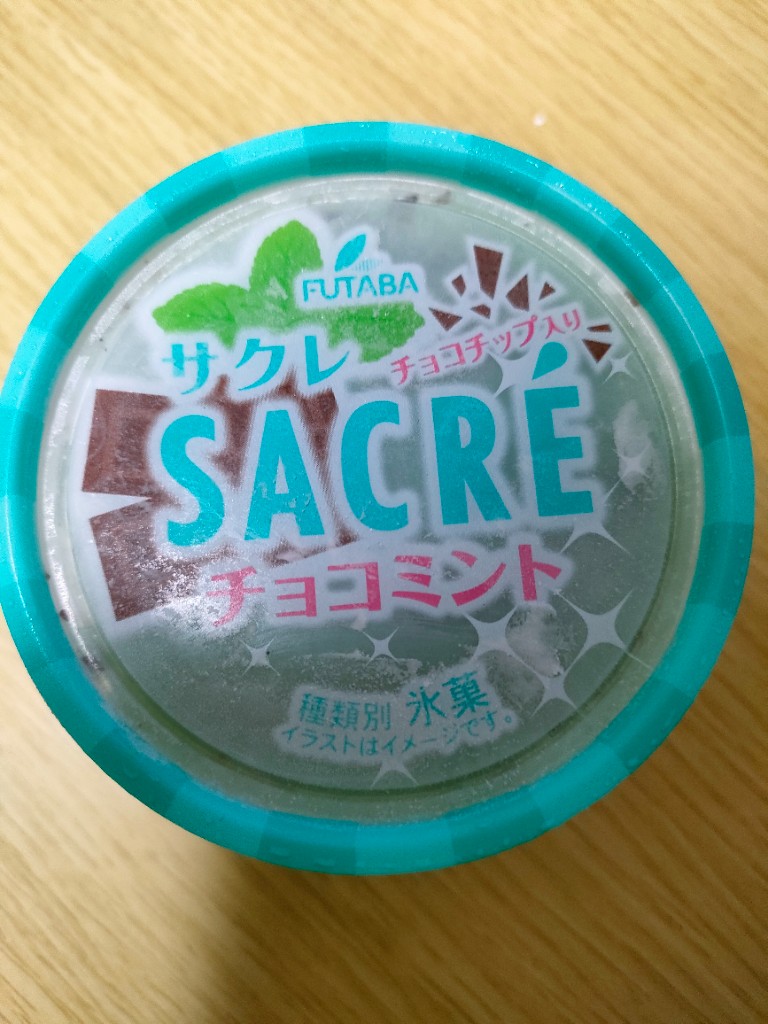 FUTABA
チョコチップ入り
サクレ
SACRÉ
チョコミント
種類別 氷菓
イラストはイメージです。